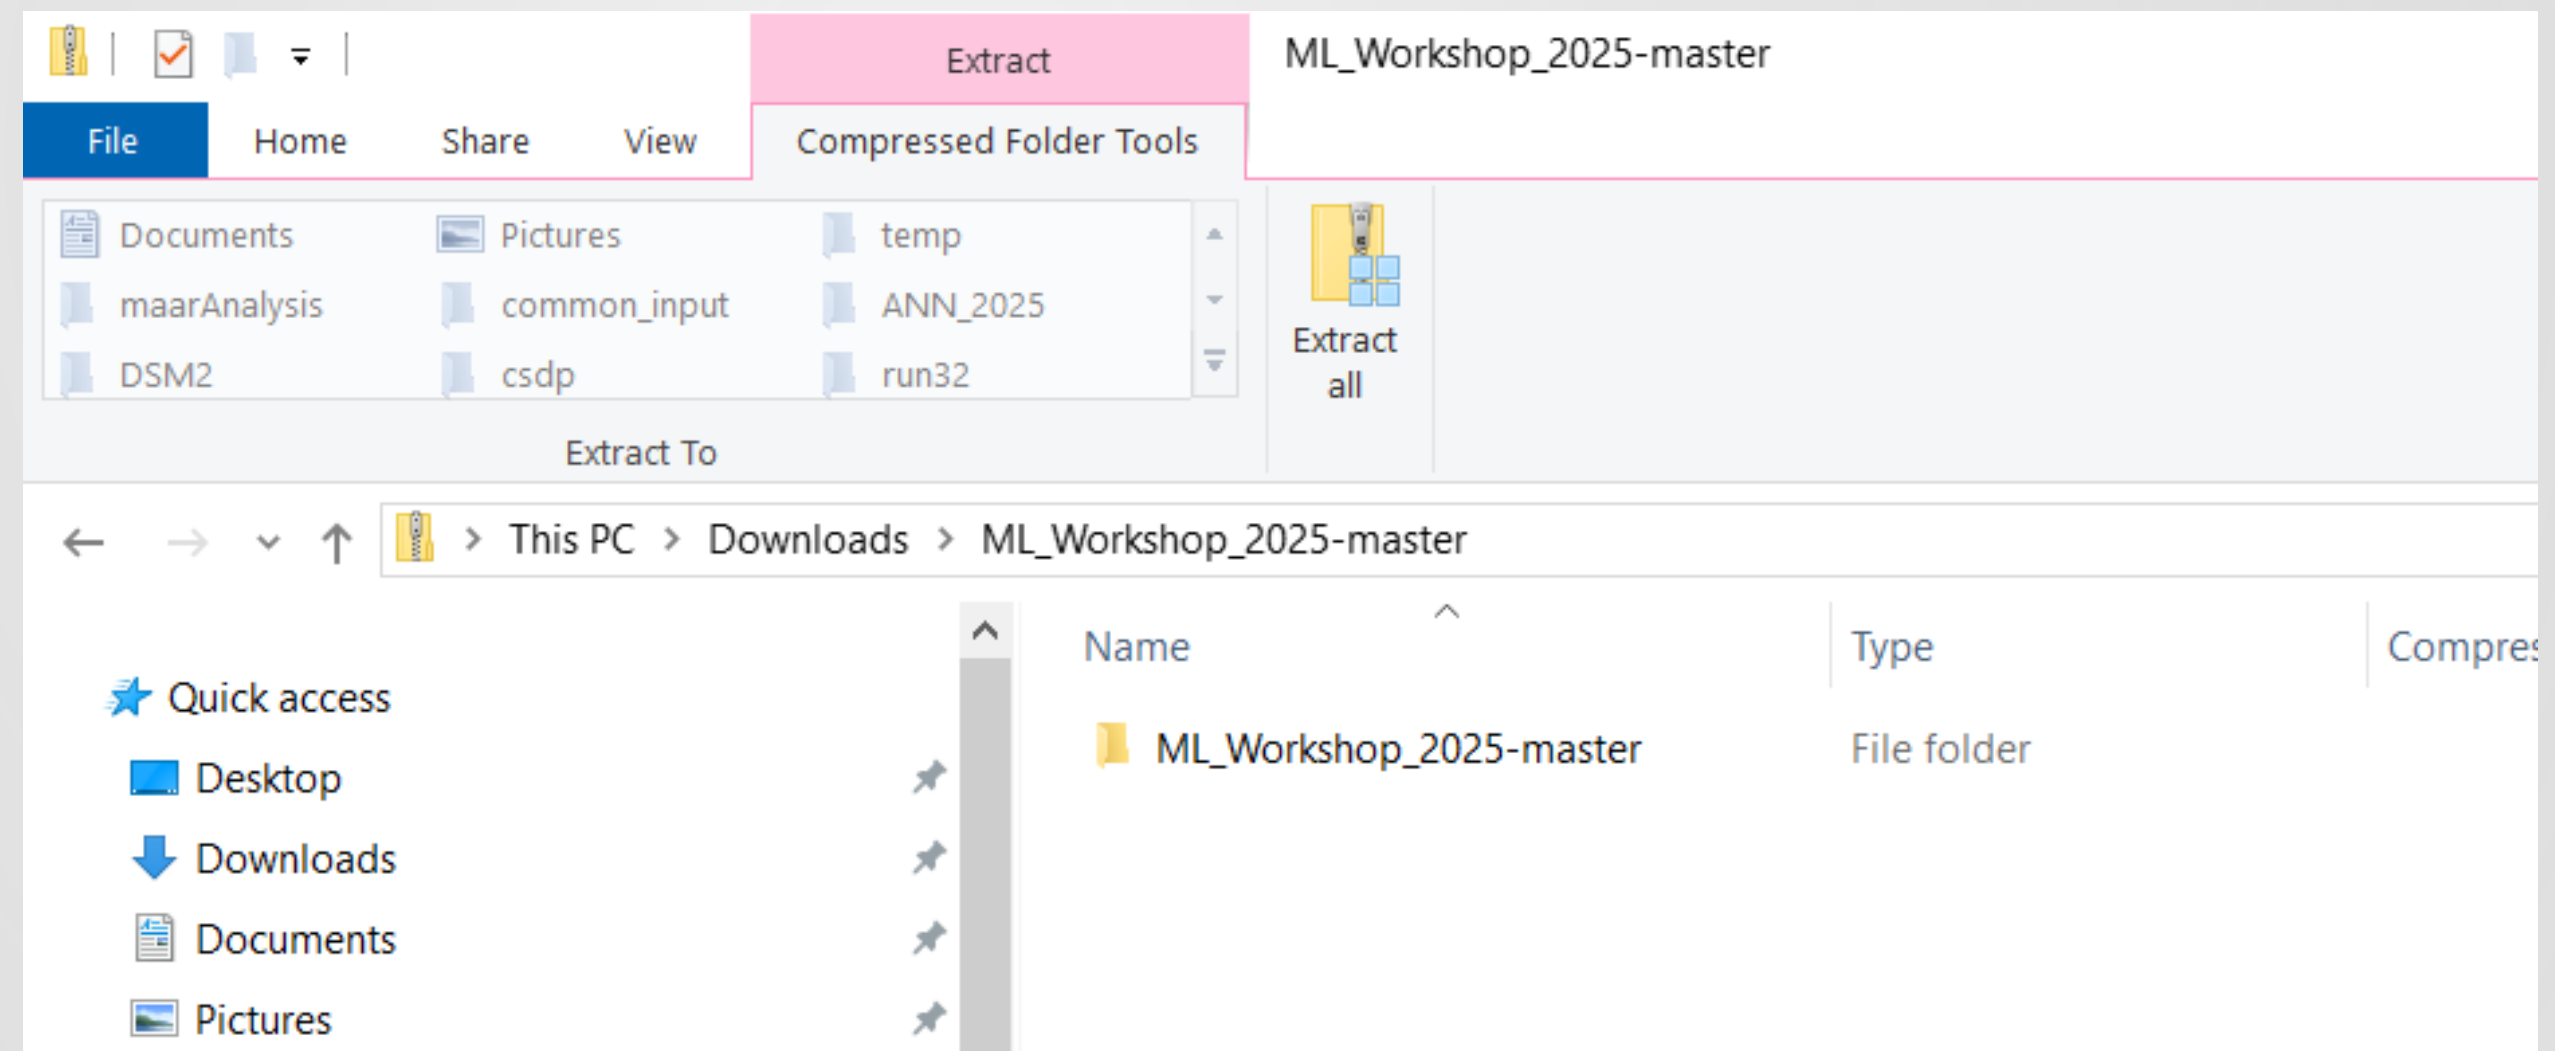 Extract
ML_Workshop_2025-master
File
Home
Share
View
Compressed Folder Tools
Documents
Pictures
temp
maarAnalysis
common_input
ANN_2025
DSM2
csdp
run32
Extract
all
Extract To
This PC
Downloads
ML_Workshop_2025-master
Name
Type
Compres
Quick access
ML_Workshop_2025-master
File folder
Desktop
Downloads
Documents
Pictures